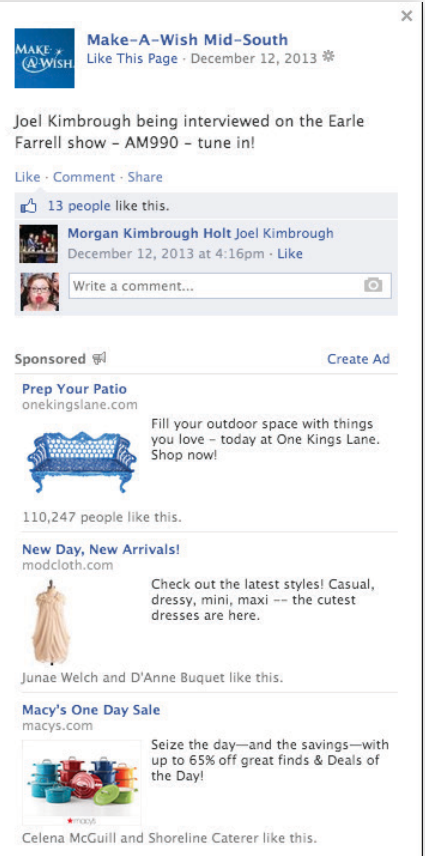 ×
MAKE-
A-WISH.
Make-A-Wish Mid-South
Like This Page · December 12, 2013
Joel Kimbrough being interviewed on the Earle
Farrell show – AM990 – tune in!
Like · Comment · Share
13 people like this.
Morgan Kimbrough Holt Joel Kimbrough
December 12, 2013 at 4:16pm · Like
Write a comment...
Sponsored
Create Ad
Prep Your Patio
onekingslane.com
Fill your outdoor space with things
you love – today at One Kings Lane.
Shop now!
110,247 people like this.
New Day, New Arrivals!
modcloth.com
Check out the latest styles! Casual,
dressy, mini, maxi -- the cutest
dresses are here.
Junae Welch and D'Anne Buquet like this.
Macy's One Day Sale
macys.com
Seize the day—and the savings—with
up to 65% off great finds & Deals of
the Day!
★macys
Celena McGuill and Shoreline Caterer like this.